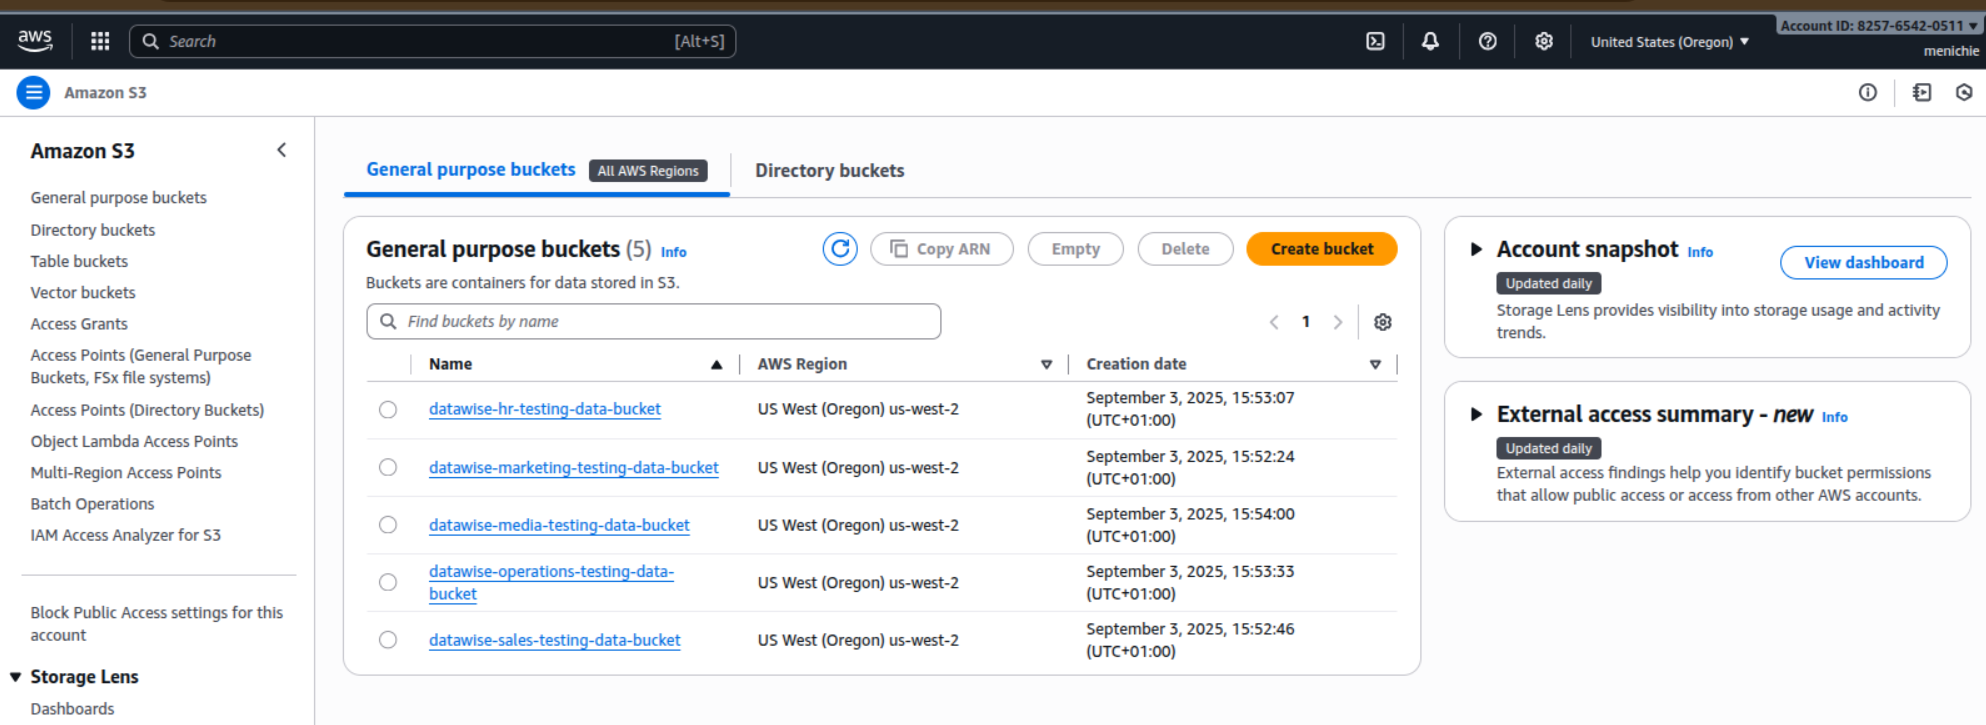 aws
Search
[Alt+S]
United States (Oregon)
Account ID: 8257-6542-0511
menichie
Amazon S3
Amazon S3
General purpose buckets
Directory buckets
Table buckets
Vector buckets
Access Grants
Access Points (General Purpose
Buckets, FSx file systems)
Access Points (Directory Buckets)
Object Lambda Access Points
Multi-Region Access Points
Batch Operations
IAM Access Analyzer for S3
Block Public Access settings for this
account
Storage Lens
Dashboards
General purpose buckets All AWS Regions
Directory buckets
General purpose buckets (5) Info
Copy ARN
Empty
Delete
Create bucket
Buckets are containers for data stored in S3.
Find buckets by name
1
Name AWS Region Creation date
datawise-hr-testing-data-bucket US West (Oregon) us-west-2 September 3, 2025, 15:53:07
(UTC+01:00)
datawise-marketing-testing-data-bucket US West (Oregon) us-west-2 September 3, 2025, 15:52:24
(UTC+01:00)
datawise-media-testing-data-bucket US West (Oregon) us-west-2 September 3, 2025, 15:54:00
(UTC+01:00)
datawise-operations-testing-data- US West (Oregon) us-west-2 September 3, 2025, 15:53:33
bucket (UTC+01:00)
datawise-sales-testing-data-bucket US West (Oregon) us-west-2 September 3, 2025, 15:52:46
(UTC+01:00)
Account snapshot Info
View dashboard
Updated daily
Storage Lens provides visibility into storage usage and activity
trends.
External access summary - new Info
Updated daily
External access findings help you identify bucket permissions
that allow public access or access from other AWS accounts.